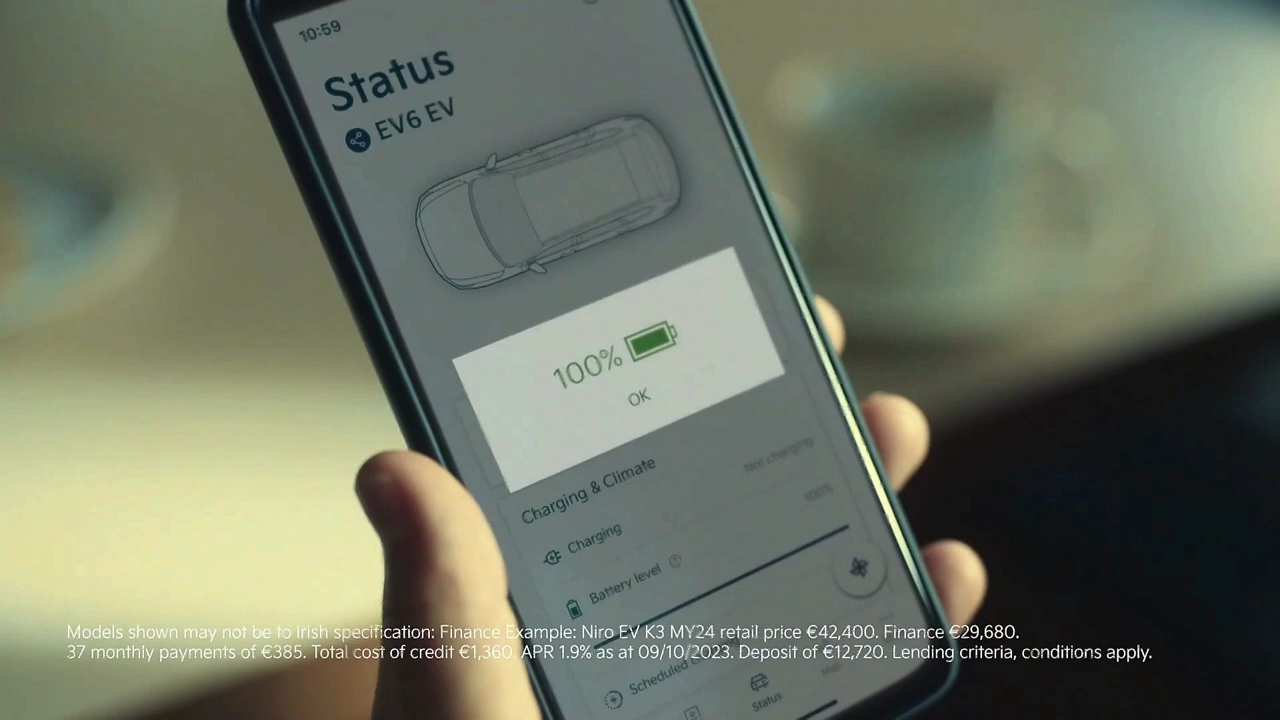 10:59
Status
EV6 EV
100%
OK
Charging & Climate
Not charging
Charging
100%
Battery level
Scheduled
Status
Models shown may not be to Irish specification: Finance Example: Niro EV K3 MY24 retail price €42,400. Finance €29,680.
37 monthly payments of €385. Total cost of credit €1,360. APR 1.9% as at 09/10/2023. Deposit of €12,720. Lending criteria, conditions apply.